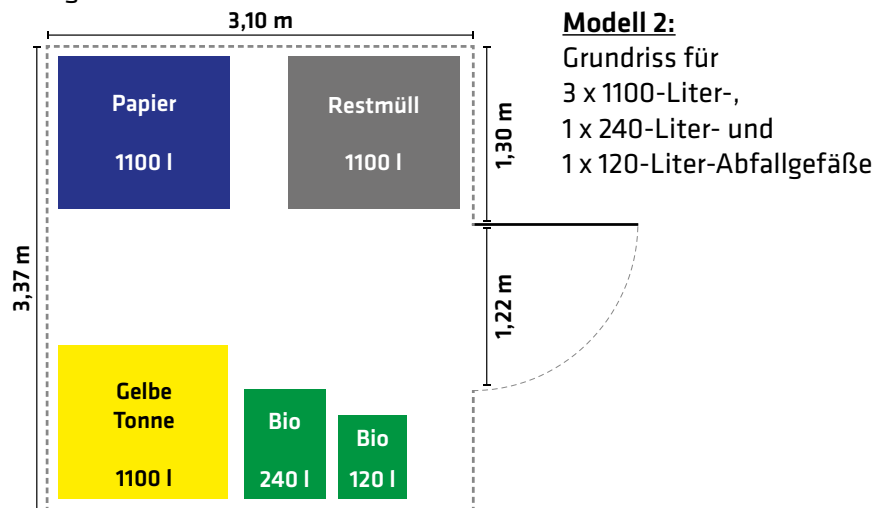 3,10 m
Modell 2:
Grundriss für
3 x 1100-Liter-,
1 x 240-Liter- und
1 x 120-Liter-Abfallgefäße
Papier
1100 l
Restmüll
1100 l
1,30 m
3,37 m
1,22 m
Gelbe
Tonne
1100 l
Bio
240 l
Bio
120 l